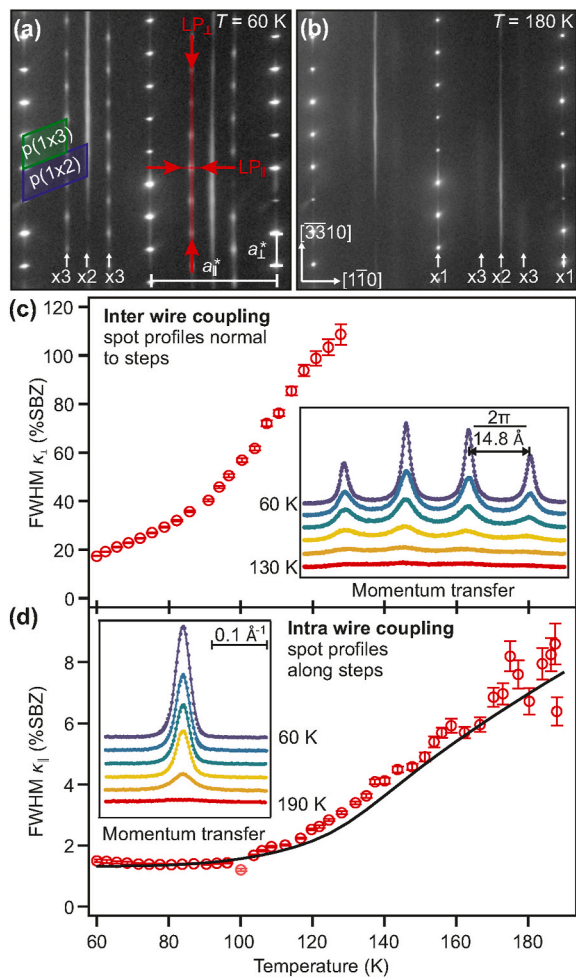 (a)
LP⊥
T = 60 K
p(1x3)
p(1x2)
LP∥
a∥*
a⊥*
x3 x2 x3
(b)
T = 180 K
[3̅3̅10]
[11̅0]
x1 x3 x2 x3 x1
(c)
Inter wire coupling
spot profiles normal
to steps
FWHM κ⊥ (%SBZ)
120
100
80
60
40
20
0
2π
14.8 Å
60 K
130 K
Momentum transfer
(d)
Intra wire coupling
spot profiles
along steps
0.1 Å⁻¹
60 K
190 K
Momentum transfer
FWHM κ∥ (%SBZ)
8
6
4
2
0
60 80 100 120 140 160 180
Temperature (K)